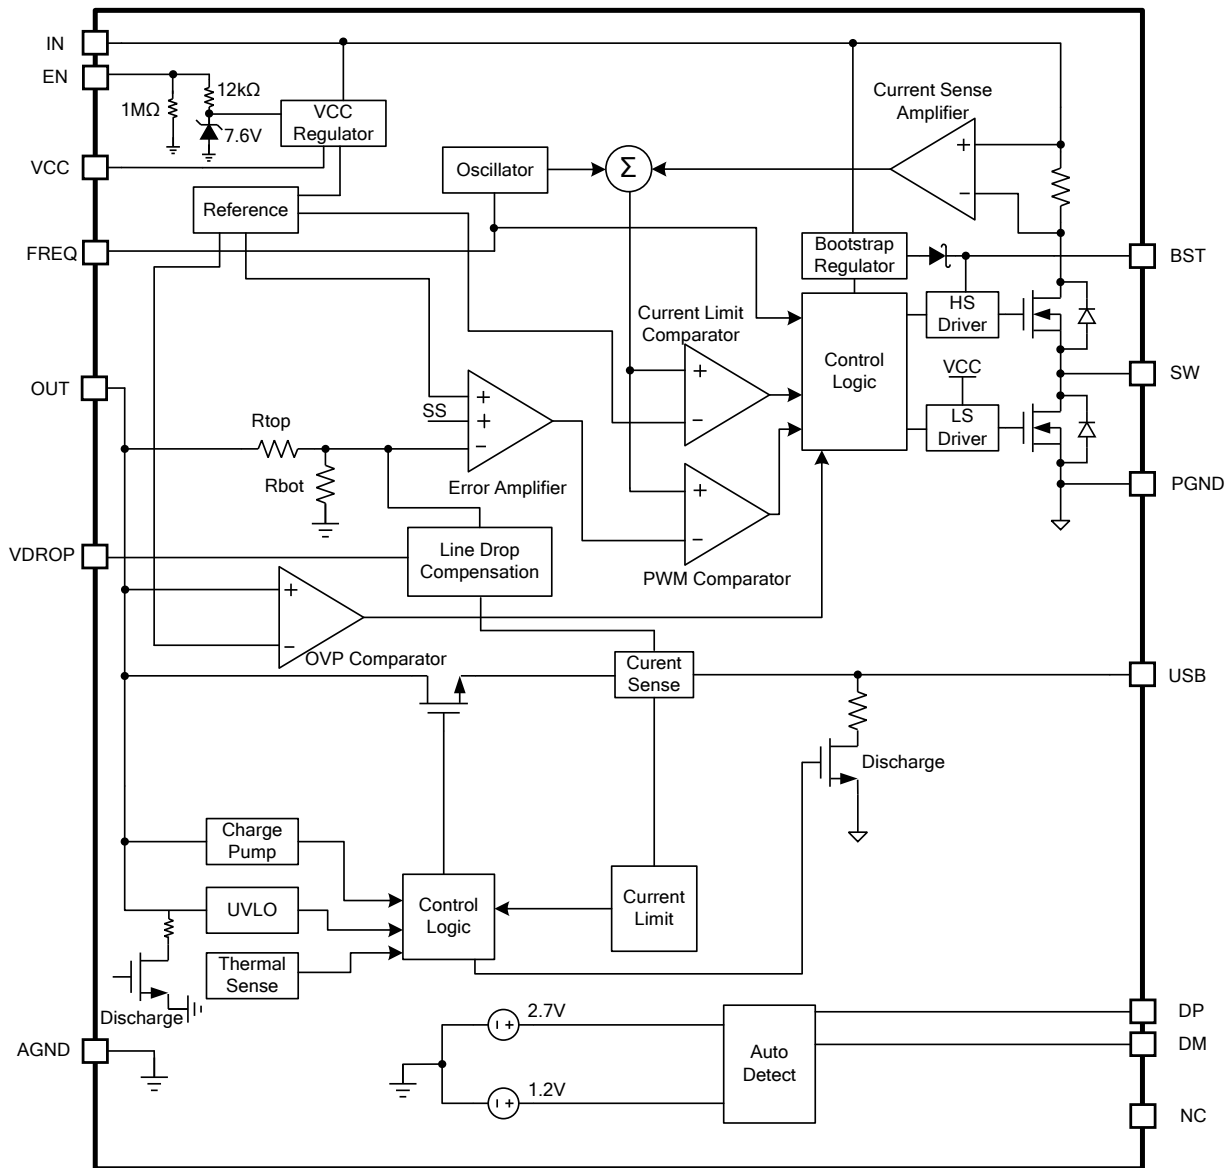 IN
EN
12kΩ
1MΩ
7.6V
VCC
Regulator
Current Sense
Amplifier
+
−
VCC
Oscillator
Σ
Reference
FREQ
Bootstrap
Regulator
BST
Current Limit
Comparator
HS
Driver
Control
Logic
OUT
+
−
VCC
SW
SS
+
+
−
Rtop
LS
Driver
Rbot
Error Amplifier
+
−
PGND
VDROP
Line Drop
Compensation
PWM Comparator
+
−
OVP Comparator
Curent
Sense
USB
Discharge
Charge
Pump
UVLO
Control
Logic
Current
Limit
Thermal
Sense
Discharge
2.7V
DP
AGND
Auto
Detect
DM
1.2V
NC